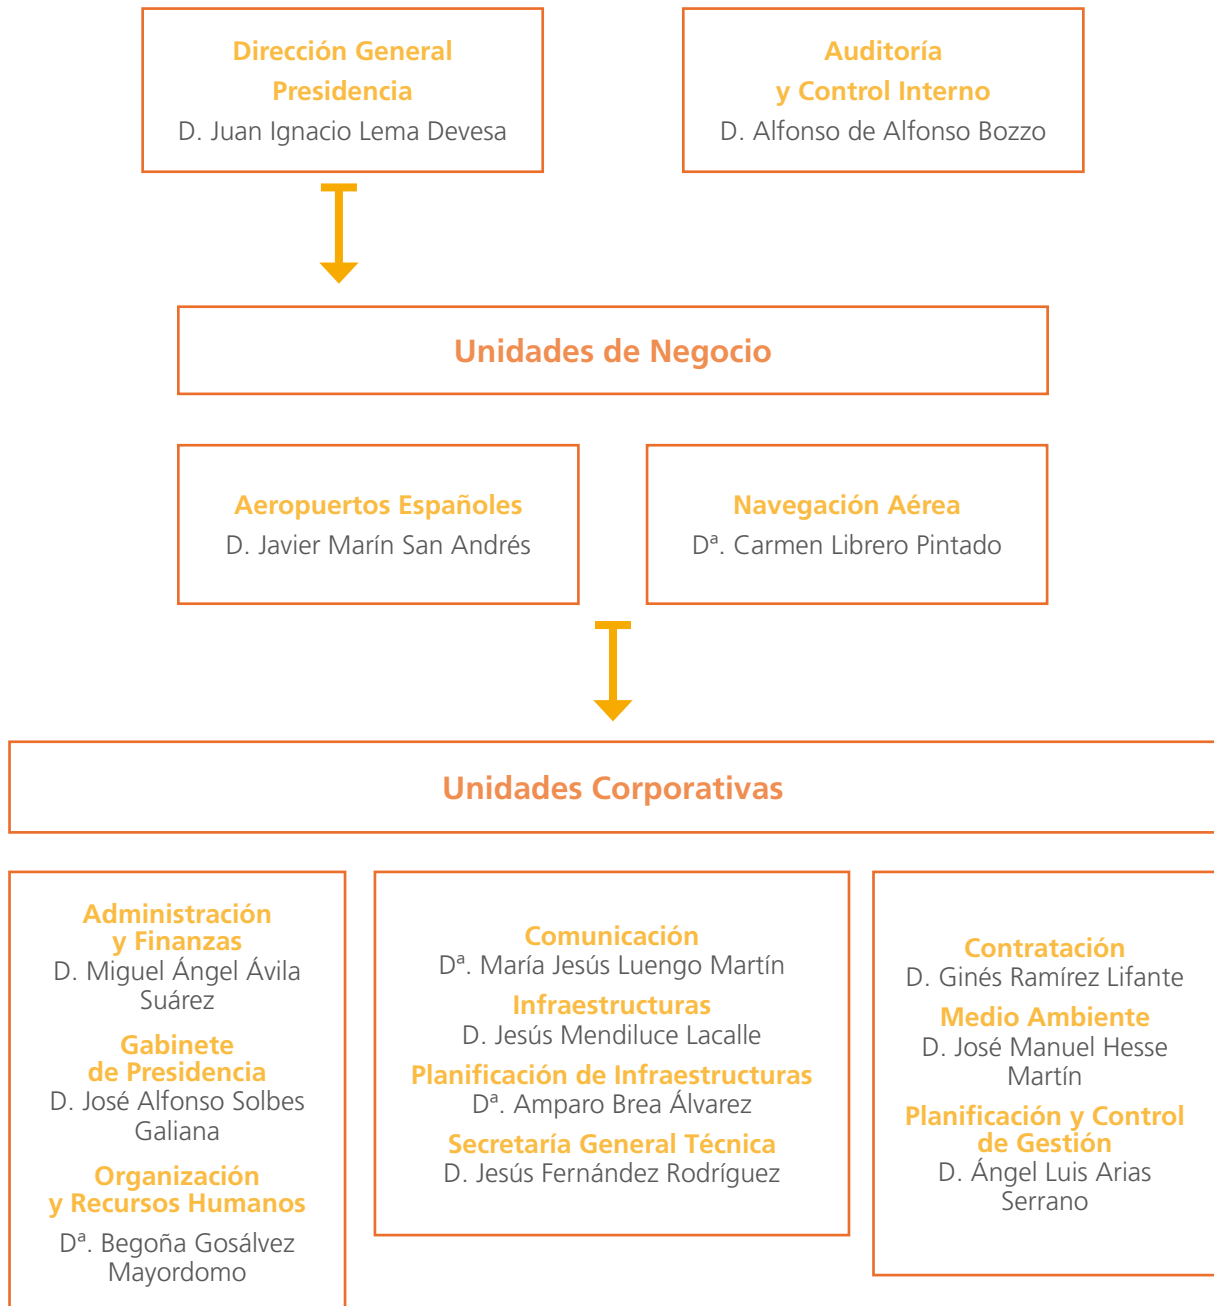 Dirección General
Presidencia
D. Juan Ignacio Lema Devesa
Auditoría
y Control Interno
D. Alfonso de Alfonso Bozzo
Unidades de Negocio
Aeropuertos Españoles
D. Javier Marín San Andrés
Navegación Aérea
Dª. Carmen Librero Pintado
Unidades Corporativas
Administración
y Finanzas
D. Miguel Ángel Ávila
Suárez
Gabinete
de Presidencia
D. José Alfonso Solbes
Galiana
Organización
y Recursos Humanos
Dª. Begoña Gosálvez
Mayordomo
Comunicación
Dª. María Jesús Luengo Martín
Infraestructuras
D. Jesús Mendiluce Lacalle
Planificación de Infraestructuras
Dª. Amparo Brea Álvarez
Secretaría General Técnica
D. Jesús Fernández Rodríguez
Contratación
D. Ginés Ramírez Lifante
Medio Ambiente
D. José Manuel Hesse
Martín
Planificación y Control
de Gestión
D. Ángel Luis Arias
Serrano